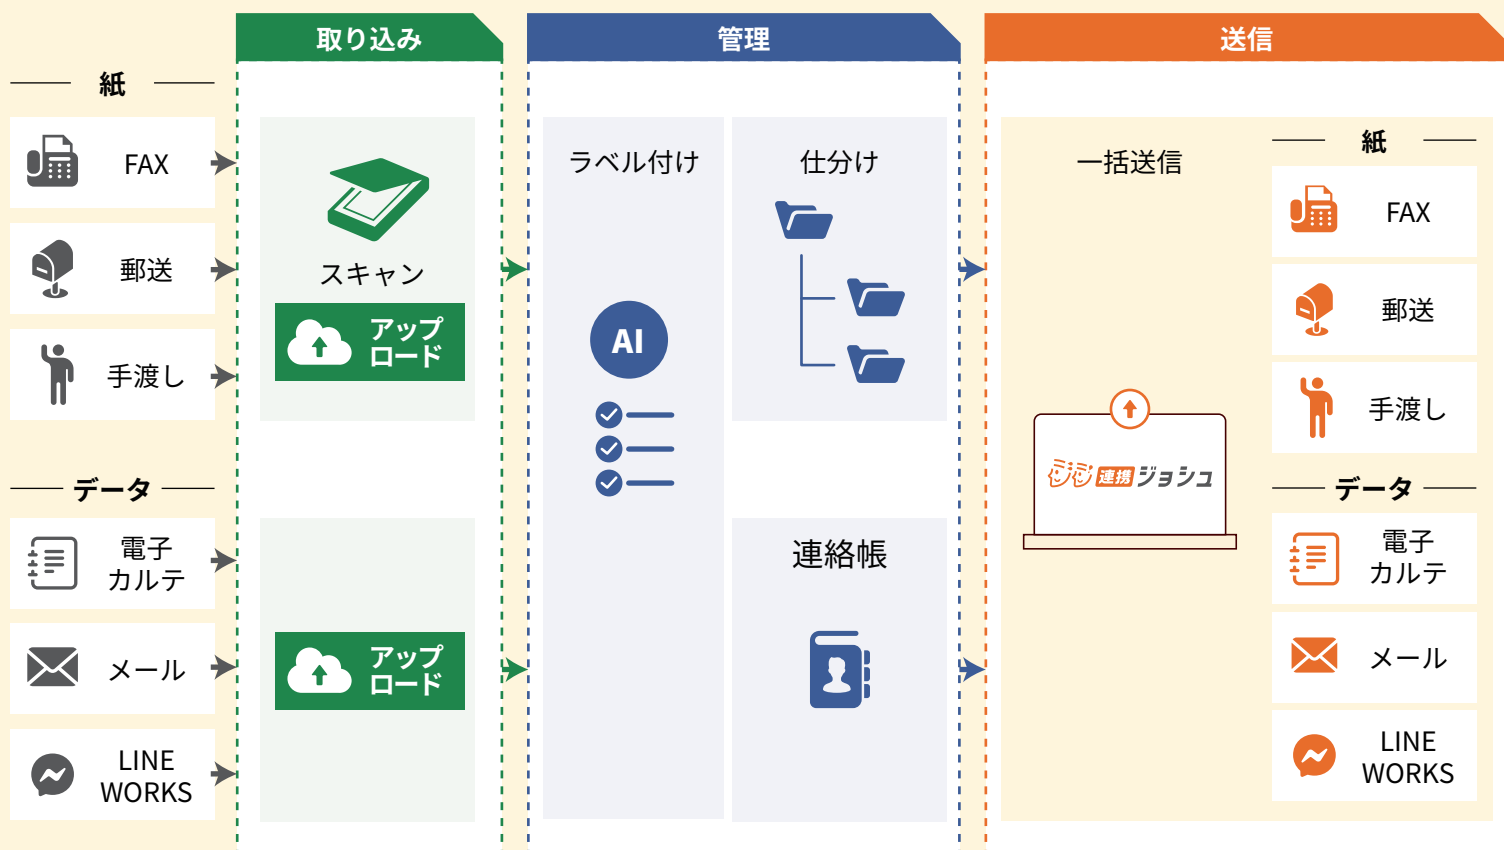 取り込み
管理
送信
紙
FAX
郵送
手渡し
データ
電子
カルテ
メール
LINE
WORKS
スキャン
アップ
ロード
アップ
ロード
ラベル付け
AI
仕分け
連絡帳
一括送信
連携ジョシュ
紙
FAX
郵送
手渡し
データ
電子
カルテ
メール
LINE
WORKS